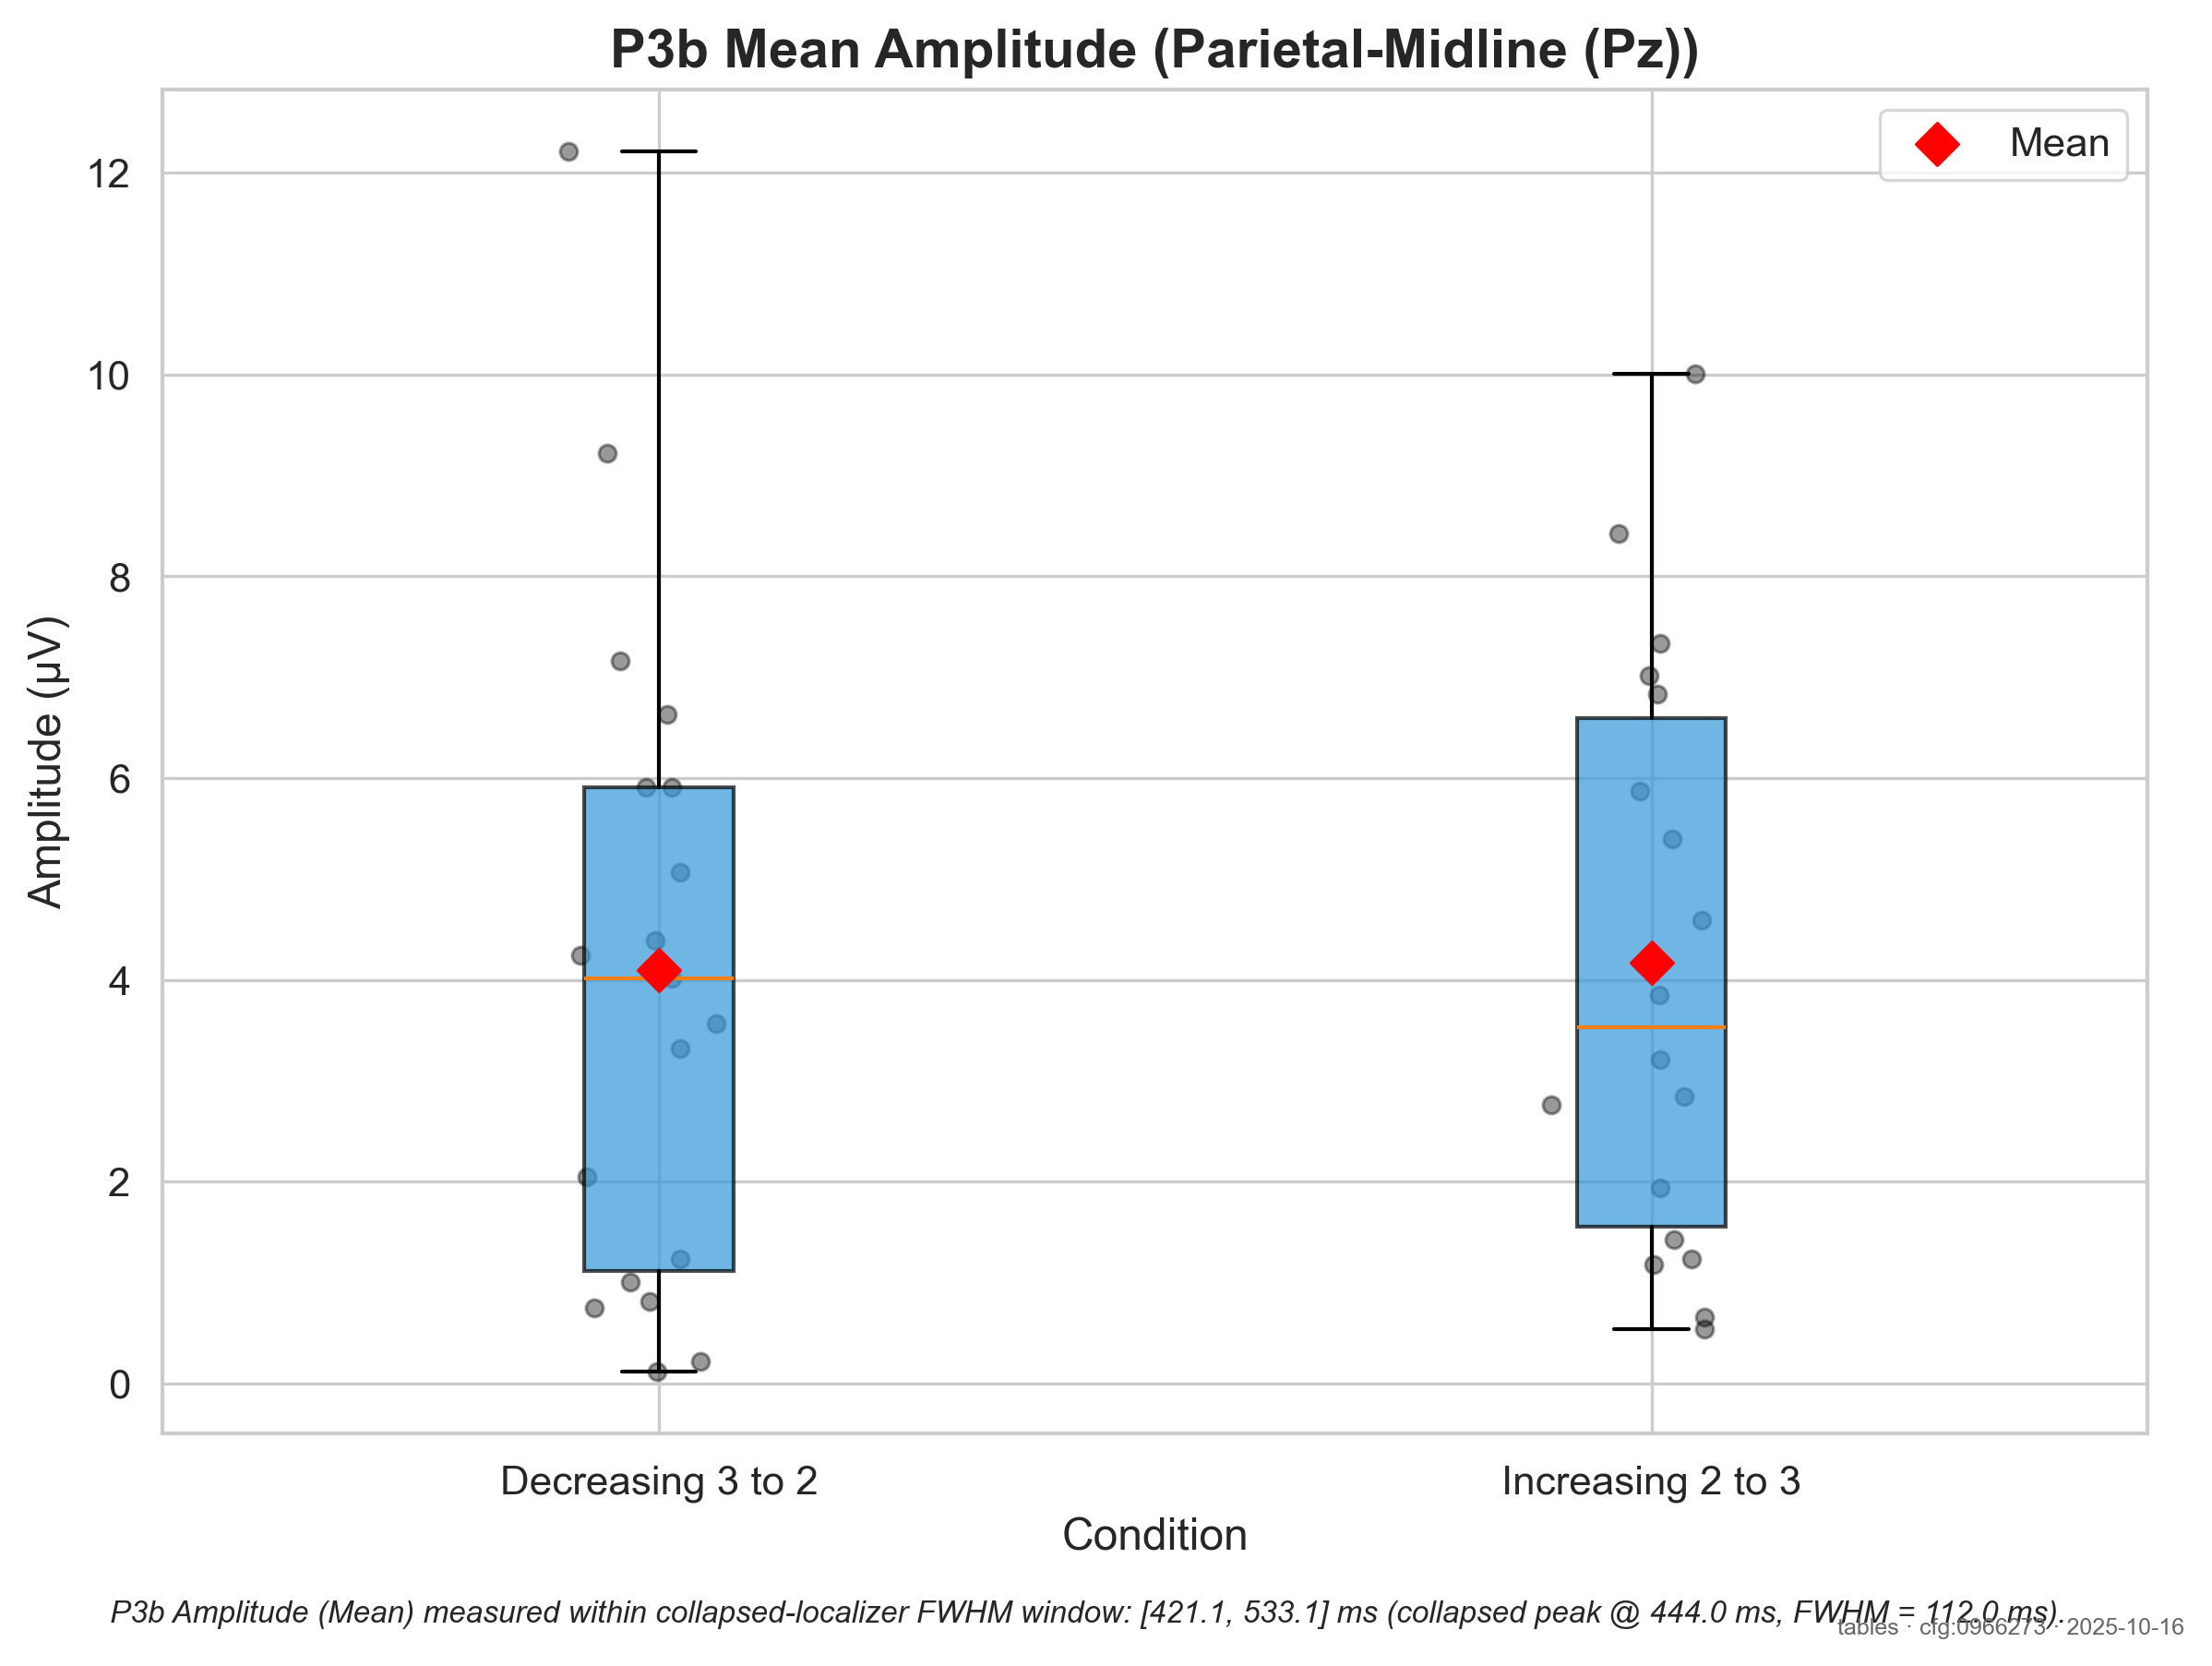 P3b Mean Amplitude (Parietal-Midline (Pz))
Mean
12
10
8
6
4
2
0
Amplitude (µV)
Decreasing 3 to 2
Increasing 2 to 3
Condition
P3b Amplitude (Mean) measured within collapsed-localizer FWHM window: [421.1, 533.1] ms (collapsed peak @ 444.0 ms, FWHM = 112.0 ms).
tables · cfg:0966273 · 2025-10-16